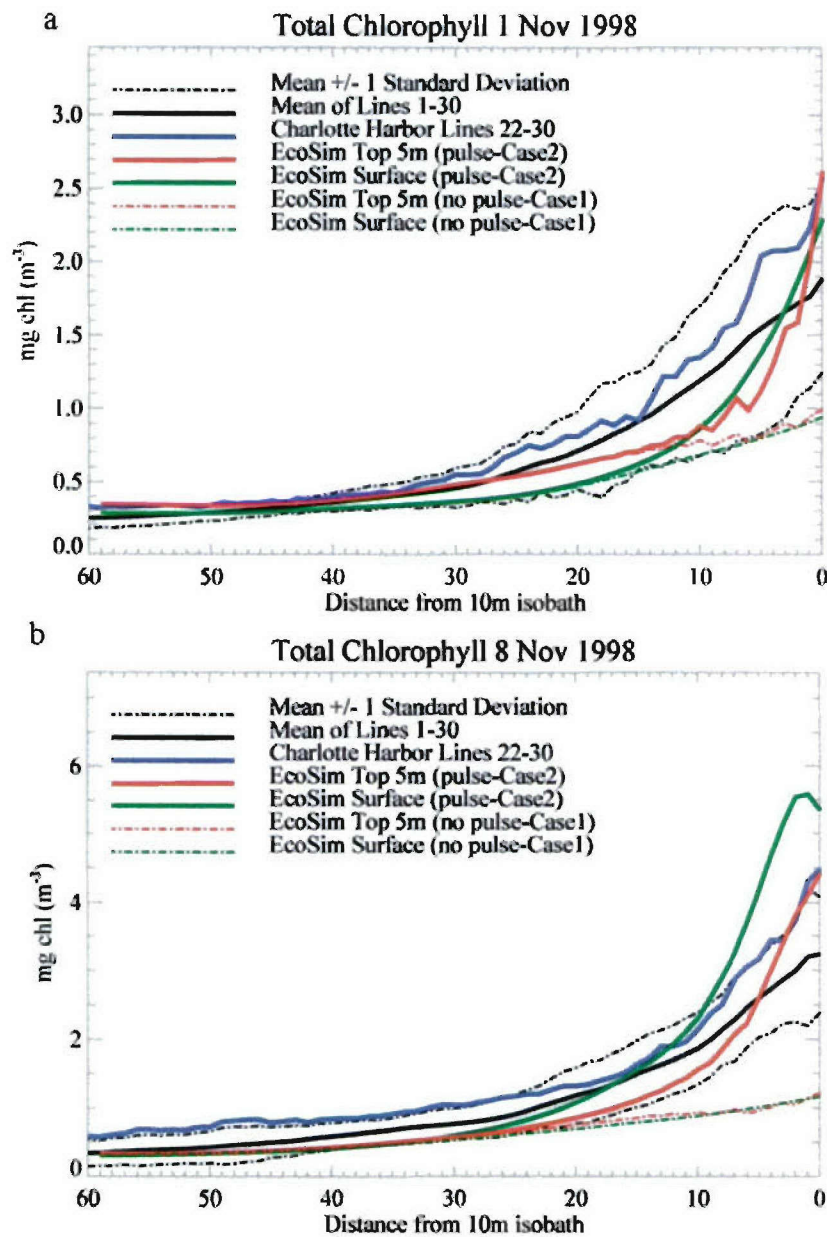 a
Total Chlorophyll 1 Nov 1998
Mean +/- 1 Standard Deviation
Mean of Lines 1-30
Charlotte Harbor Lines 22-30
EcoSim Top 5m (pulse-Case2)
EcoSim Surface (pulse-Case2)
EcoSim Top 5m (no pulse-Case1)
EcoSim Surface (no pulse-Case1)
mg chl (m-3)
3.0
2.5
2.0
1.5
1.0
0.5
0.0
60 50 40 30 20 10 0
Distance from 10m isobath
b
Total Chlorophyll 8 Nov 1998
Mean +/- 1 Standard Deviation
Mean of Lines 1-30
Charlotte Harbor Lines 22-30
EcoSim Top 5m (pulse-Case2)
EcoSim Surface (pulse-Case2)
EcoSim Top 5m (no pulse-Case1)
EcoSim Surface (no pulse-Case1)
mg chl (m-3)
6
4
2
0
60 50 40 30 20 10 0
Distance from 10m isobath